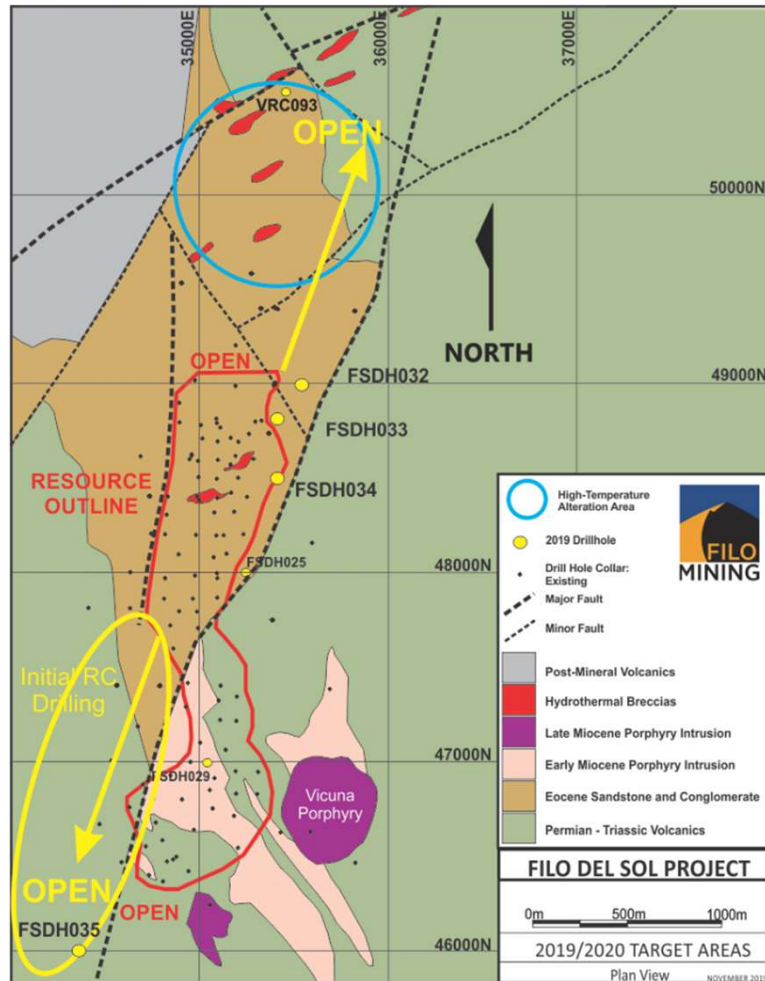 35000E
36000E
37000E
VRC093
OPEN
50000N
NORTH
OPEN
FSDH032
49000N
FSDH033
RESOURCE
OUTLINE
FSDH034
FSDH025
48000N
Initial RC
Drilling
47000N
FSDH029
Vicuna
Porphyry
OPEN
OPEN
FSDH035
46000N
High-Temperature
Alteration Area
2019 Drillhole
Drill Hole Collar:
Existing
Major Fault
Minor Fault
FILO
MINING
Post-Mineral Volcanics
Hydrothermal Breccias
Late Miocene Porphyry Intrusion
Early Miocene Porphyry Intrusion
Eocene Sandstone and Conglomerate
Permian - Triassic Volcanics
FILO DEL SOL PROJECT
0m 500m 1000m
2019/2020 TARGET AREAS
Plan View NOVEMBER 2019